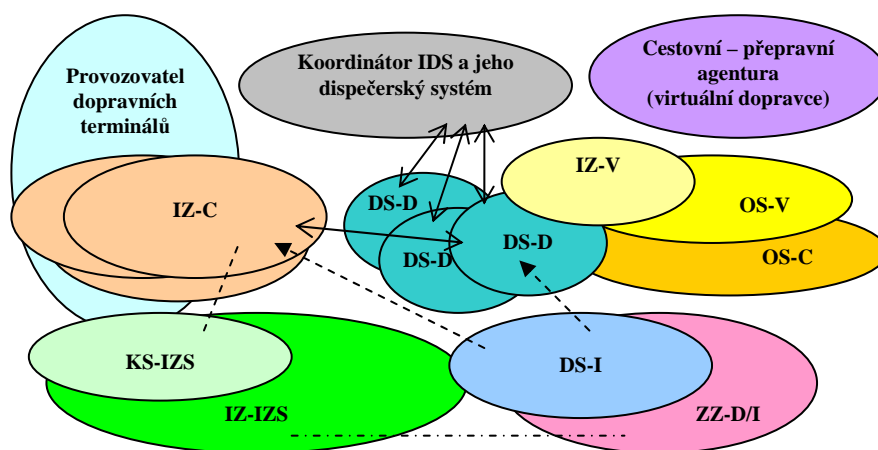 Provozovatel
dopravních
terminálů
Koordinátor IDS a jeho
dispečerský systém
Cestovní – přepravní
agentura
(virtuální dopravce)
IZ-V
IZ-C
DS-D
OS-V
DS-D
DS-D
OS-C
KS-IZS
DS-I
IZ-IZS
ZZ-D/I